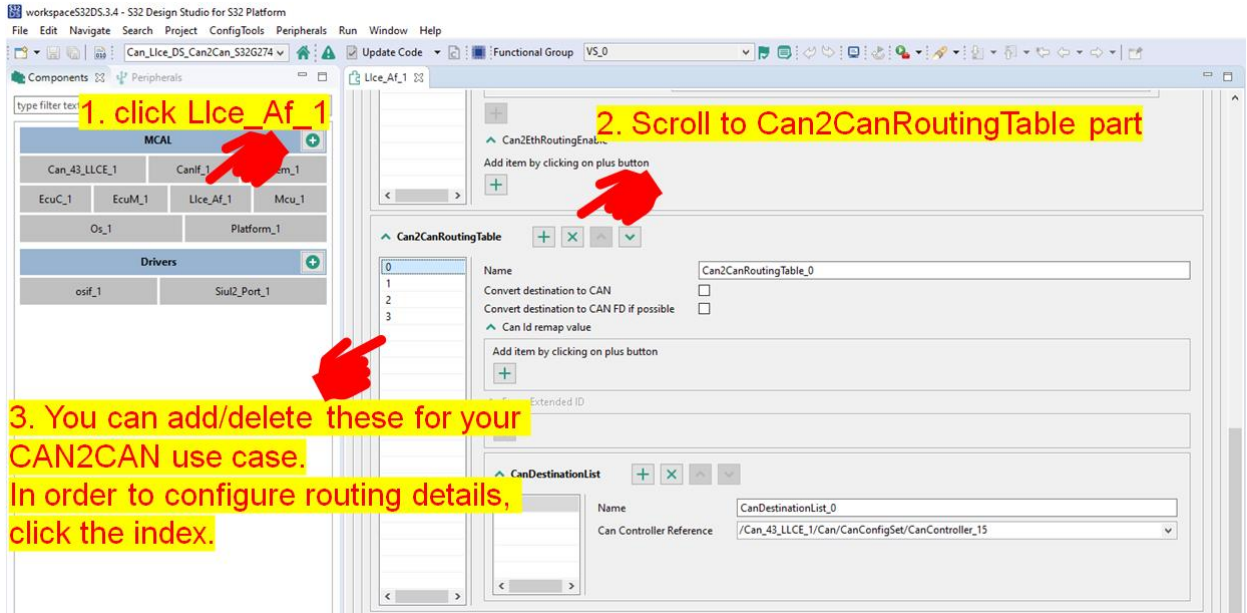 workspaceS32DS.3.4 - S32 Design Studio for S32 Platform
File Edit Navigate Search Project ConfigTools Peripherals Run Window Help
Can_Llce_DS_Can2Can_S32G274 Update Code Functional Group VS_0
Components Peripherals
Llce_Af_1
type filter text
1. click Llce_Af_1
2. Scroll to Can2CanRoutingTable part
MCAL
Can_43_LLCE_1 CanIf_1
EcuC_1 EcuM_1 Llce_Af_1 Mcu_1
Os_1 Platform_1
Drivers
osif_1 Siul2_Port_1
Can2EthRoutingEnable
Add item by clicking on plus button
Can2CanRoutingTable
0
1
2
3
Name Can2CanRoutingTable_0
Convert destination to CAN
Convert destination to CAN FD if possible
Can Id remap value
Add item by clicking on plus button
Extended ID
3. You can add/delete these for your
CAN2CAN use case.
In order to configure routing details,
click the index.
CanDestinationList
Name CanDestinationList_0
Can Controller Reference /Can_43_LLCE_1/Can/CanConfigSet/CanController_15